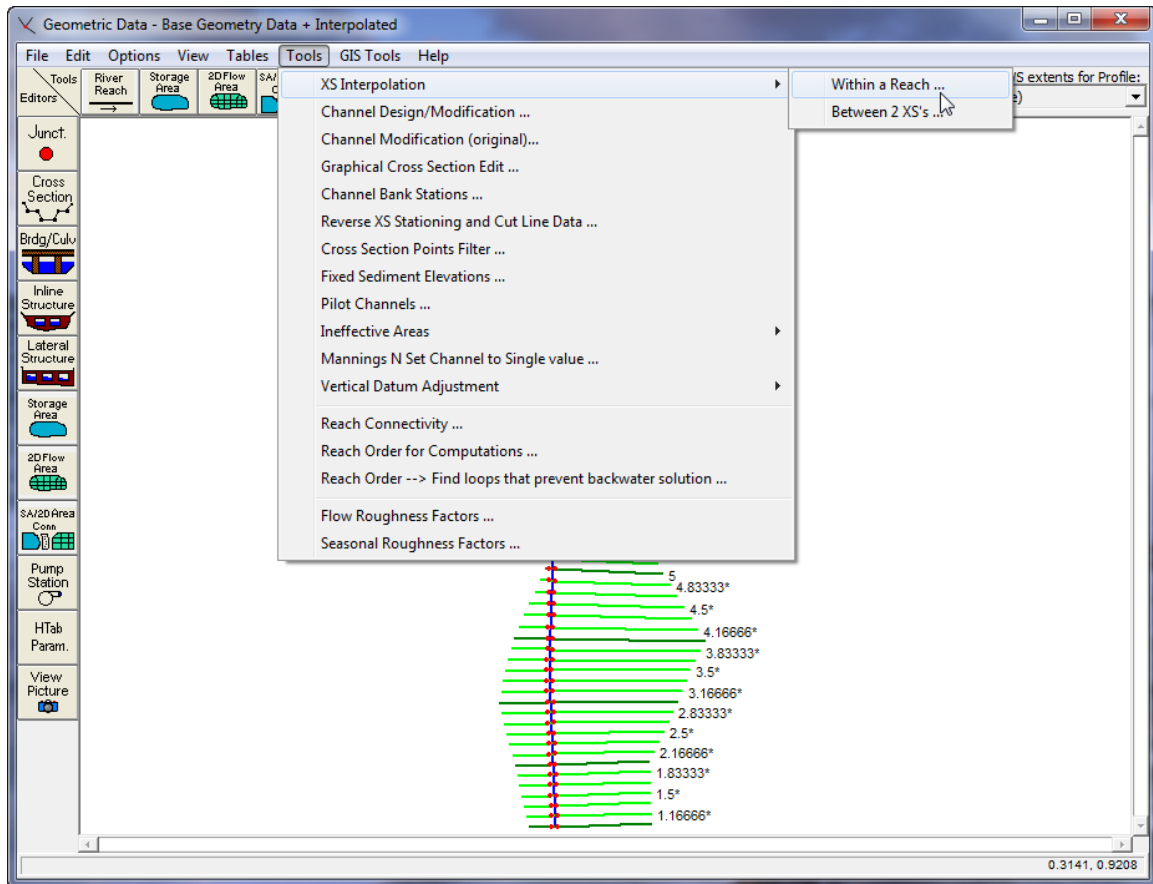 Geometric Data - Base Geometry Data + Interpolated
File Edit Options View Tables Tools GIS Tools Help
Tools
Editors
River
Reach
Storage
Area
2DFlow
Area
XS Interpolation
Channel Design/Modification ...
Channel Modification (original)...
Graphical Cross Section Edit ...
Channel Bank Stations ...
Reverse XS Stationing and Cut Line Data ...
Cross Section Points Filter ...
Fixed Sediment Elevations ...
Pilot Channels ...
Ineffective Areas
Mannings N Set Channel to Single value ...
Vertical Datum Adjustment
Reach Connectivity ...
Reach Order for Computations ...
Reach Order --> Find loops that prevent backwater solution ...
Flow Roughness Factors ...
Seasonal Roughness Factors ...
Within a Reach ...
Between 2 XS's ...
extents for Profile:
Junct.
Cross
Section
Brdg/Culv
Inline
Structure
Lateral
Structure
Storage
Area
2DFlow
Area
SA/2DArea
Conn
Pump
Station
HTab
Param.
View
Picture
5
4.83333*
4.5*
4.16666*
3.83333*
3.5*
3.16666*
2.83333*
2.5*
2.16666*
1.83333*
1.5*
1.16666*
0.3141, 0.9208